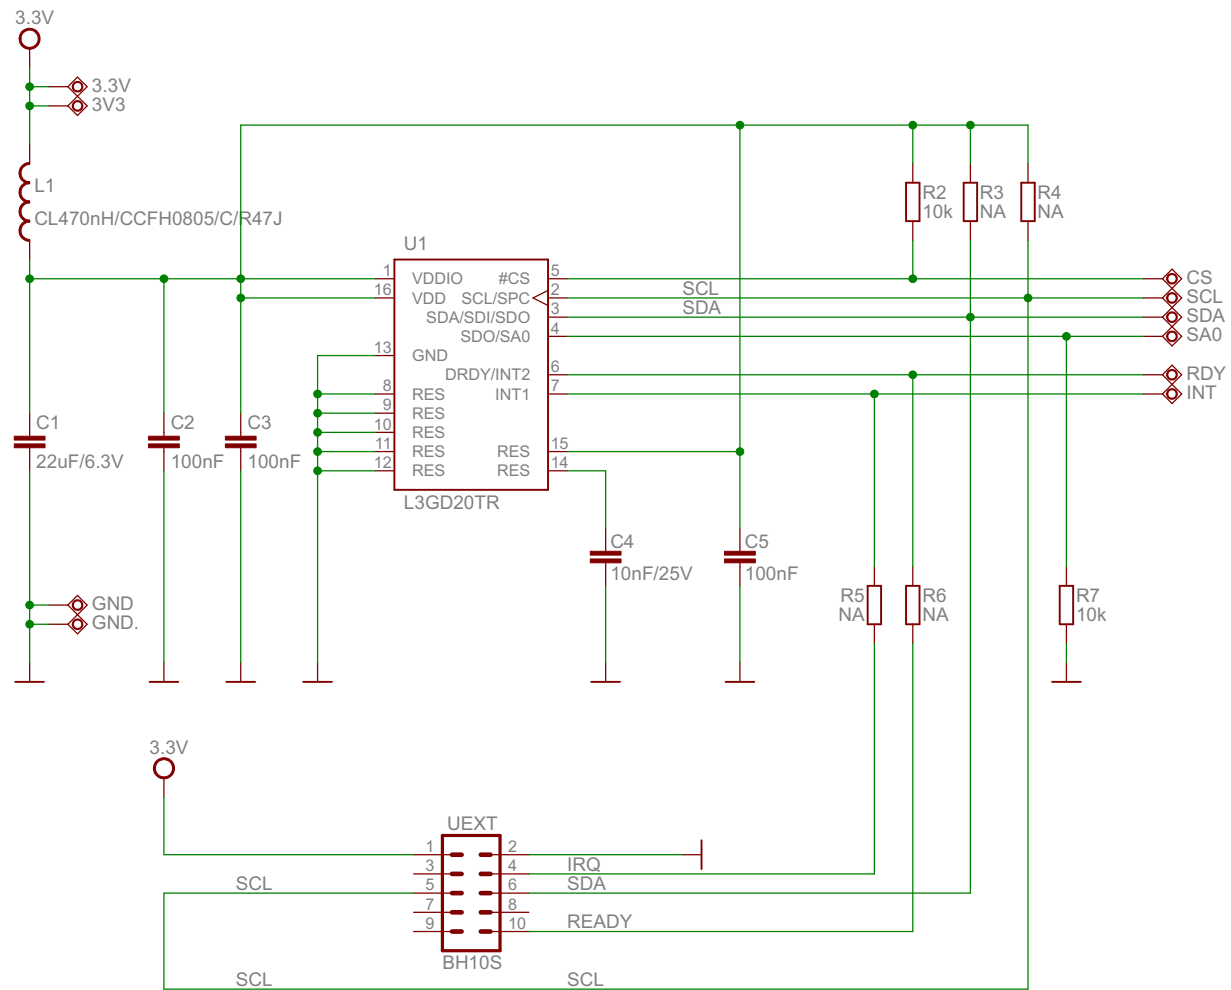 3.3V
3.3V
3V3
L1
CL470nH/CCFH0805/C/R47J
R2
10k
R3
NA
R4
NA
U1
1 VDDIO #CS 5
16 VDD SCL/SPC 2
SDA/SDI/SDO 3
SDO/SA0 4
13 GND
DRDY/INT2 6
8 RES INT1 7
9 RES
10 RES
11 RES RES 15
12 RES RES 14
L3GD20TR
SCL
SDA
CS
SCL
SDA
SA0
RDY
INT
C1
22uF/6.3V
C2
100nF
C3
100nF
C4
10nF/25V
C5
100nF
R5
NA
R6
NA
R7
10k
GND
GND.
3.3V
UEXT
1 2
3 4 IRQ
SCL 5 6 SDA
7 8
9 10 READY
BH10S
SCL SCL